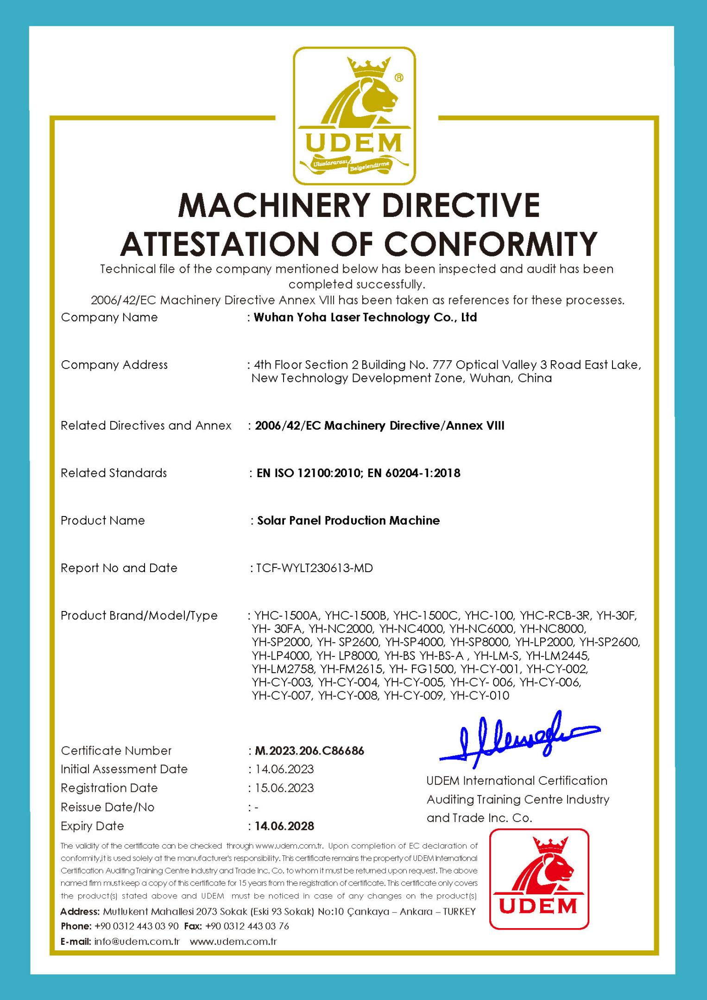 ®
UDEM
Uluslararası
Belgelendirme
MACHINERY DIRECTIVE
ATTESTATION OF CONFORMITY
Technical file of the company mentioned below has been inspected and audit has been
completed successfully.
2006/42/EC Machinery Directive Annex VIII has been taken as references for these processes.
Company Name : Wuhan Yoha Laser Technology Co., Ltd
Company Address : 4th Floor Section 2 Building No. 777 Optical Valley 3 Road East Lake,
New Technology Development Zone, Wuhan, China
Related Directives and Annex : 2006/42/EC Machinery Directive/Annex VIII
Related Standards : EN ISO 12100:2010; EN 60204-1:2018
Product Name : Solar Panel Production Machine
Report No and Date : TCF-WYLT230613-MD
Product Brand/Model/Type : YHC-1500A, YHC-1500B, YHC-1500C, YHC-100, YHC-RCB-3R, YH-30F,
YH- 30FA, YH-NC2000, YH-NC4000, YH-NC6000, YH-NC8000,
YH-SP2000, YH- SP2600, YH-SP4000, YH-SP8000, YH-LP2000, YH-SP2600,
YH-LP4000, YH- LP8000, YH-BS YH-BS-A , YH-LM-S, YH-LM2445,
YH-LM2758, YH-FM2615, YH- FG1500, YH-CY-001, YH-CY-002,
YH-CY-003, YH-CY-004, YH-CY-005, YH-CY- 006, YH-CY-006,
YH-CY-007, YH-CY-008, YH-CY-009, YH-CY-010
Certificate Number : M.2023.206.C86686
Initial Assessment Date : 14.06.2023
Registration Date : 15.06.2023
Reissue Date/No : -
Expiry Date : 14.06.2028
UDEM International Certification
Auditing Training Centre Industry
and Trade Inc. Co.
The validity of the certificate can be checked through www.udem.com.tr. Upon completion of EC declaration of
conformity,it is used solely at the manufacturer's responsibility. This certificate remains the property of UDEM International
Certification Auditing Training Centre Industry and Trade Inc. Co. to whom it must be returned upon request. The above
named firm must keep a copy of this certificate for 15 years from the registration of certificate. This certificate only covers
the product(s) stated above and UDEM must be noticed in case of any changes on the product(s)
Address: Mutlukent Mahallesi 2073 Sokak (Eski 93 Sokak) No:10 Çankaya – Ankara – TURKEY
Phone: +90 0312 443 03 90 Fax: +90 0312 443 03 76
E-mail: info@udem.com.tr www.udem.com.tr
UDEM